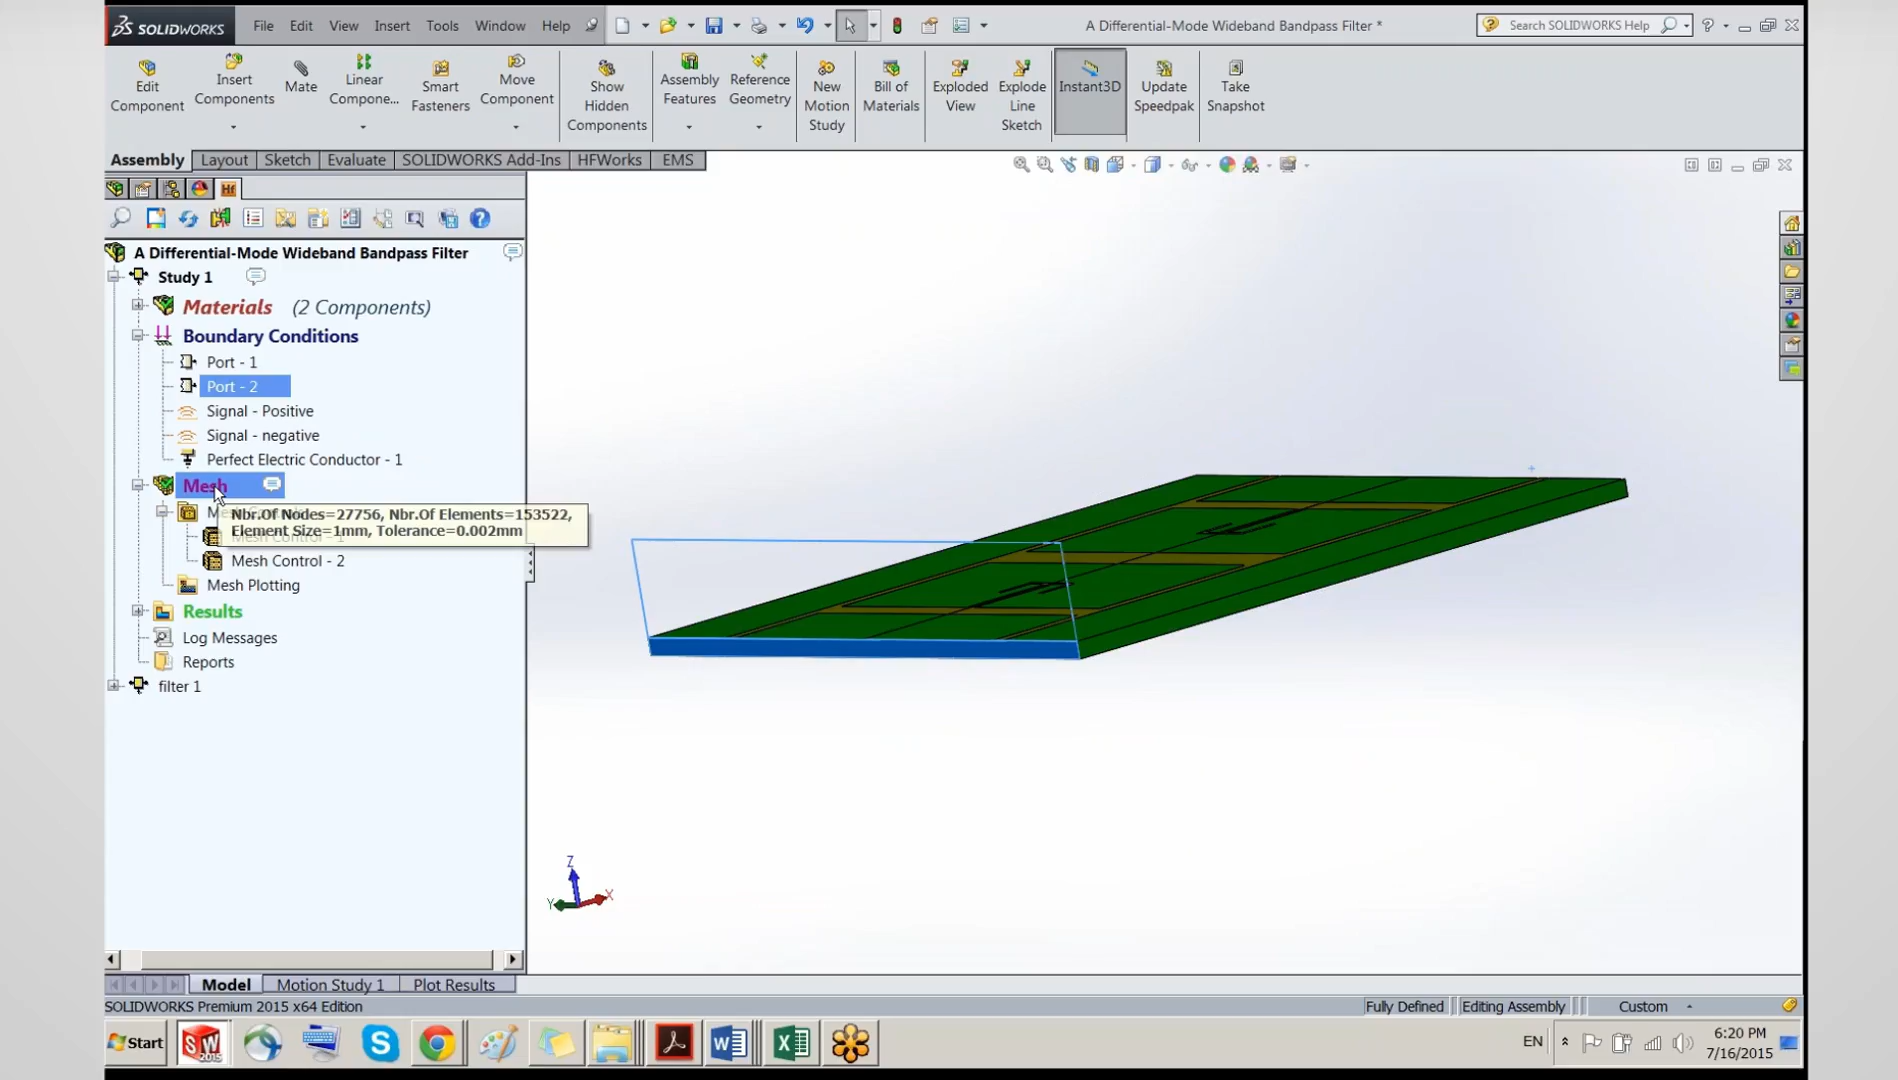 SOLIDWORKS File Edit View Insert Tools Window Help A Differential-Mode Wideband Bandpass Filter * Search SOLIDWORKS Help
Edit Component
Insert Components
Mate
Linear Compone...
Smart Fasteners
Move Component
Show Hidden Components
Assembly Features
Reference Geometry
New Motion Study
Bill of Materials
Exploded View
Explode Line Sketch
Instant3D
Update Speedpak
Take Snapshot
Assembly Layout Sketch Evaluate SOLIDWORKS Add-Ins HFWorks EMS
A Differential-Mode Wideband Bandpass Filter
Study 1
Materials (2 Components)
Boundary Conditions
Port - 1
Port - 2
Signal - Positive
Signal - negative
Perfect Electric Conductor - 1
Mesh
Nbr.Of Nodes=27756, Nbr.Of Elements=153522,
Element Size=1mm, Tolerance=0.002mm
Mesh Control - 2
Mesh Plotting
Results
Log Messages
Reports
filter 1
Z
Y X
Model Motion Study 1 Plot Results
SOLIDWORKS Premium 2015 x64 Edition Fully Defined Editing Assembly Custom
Start EN 6:20 PM
7/16/2015